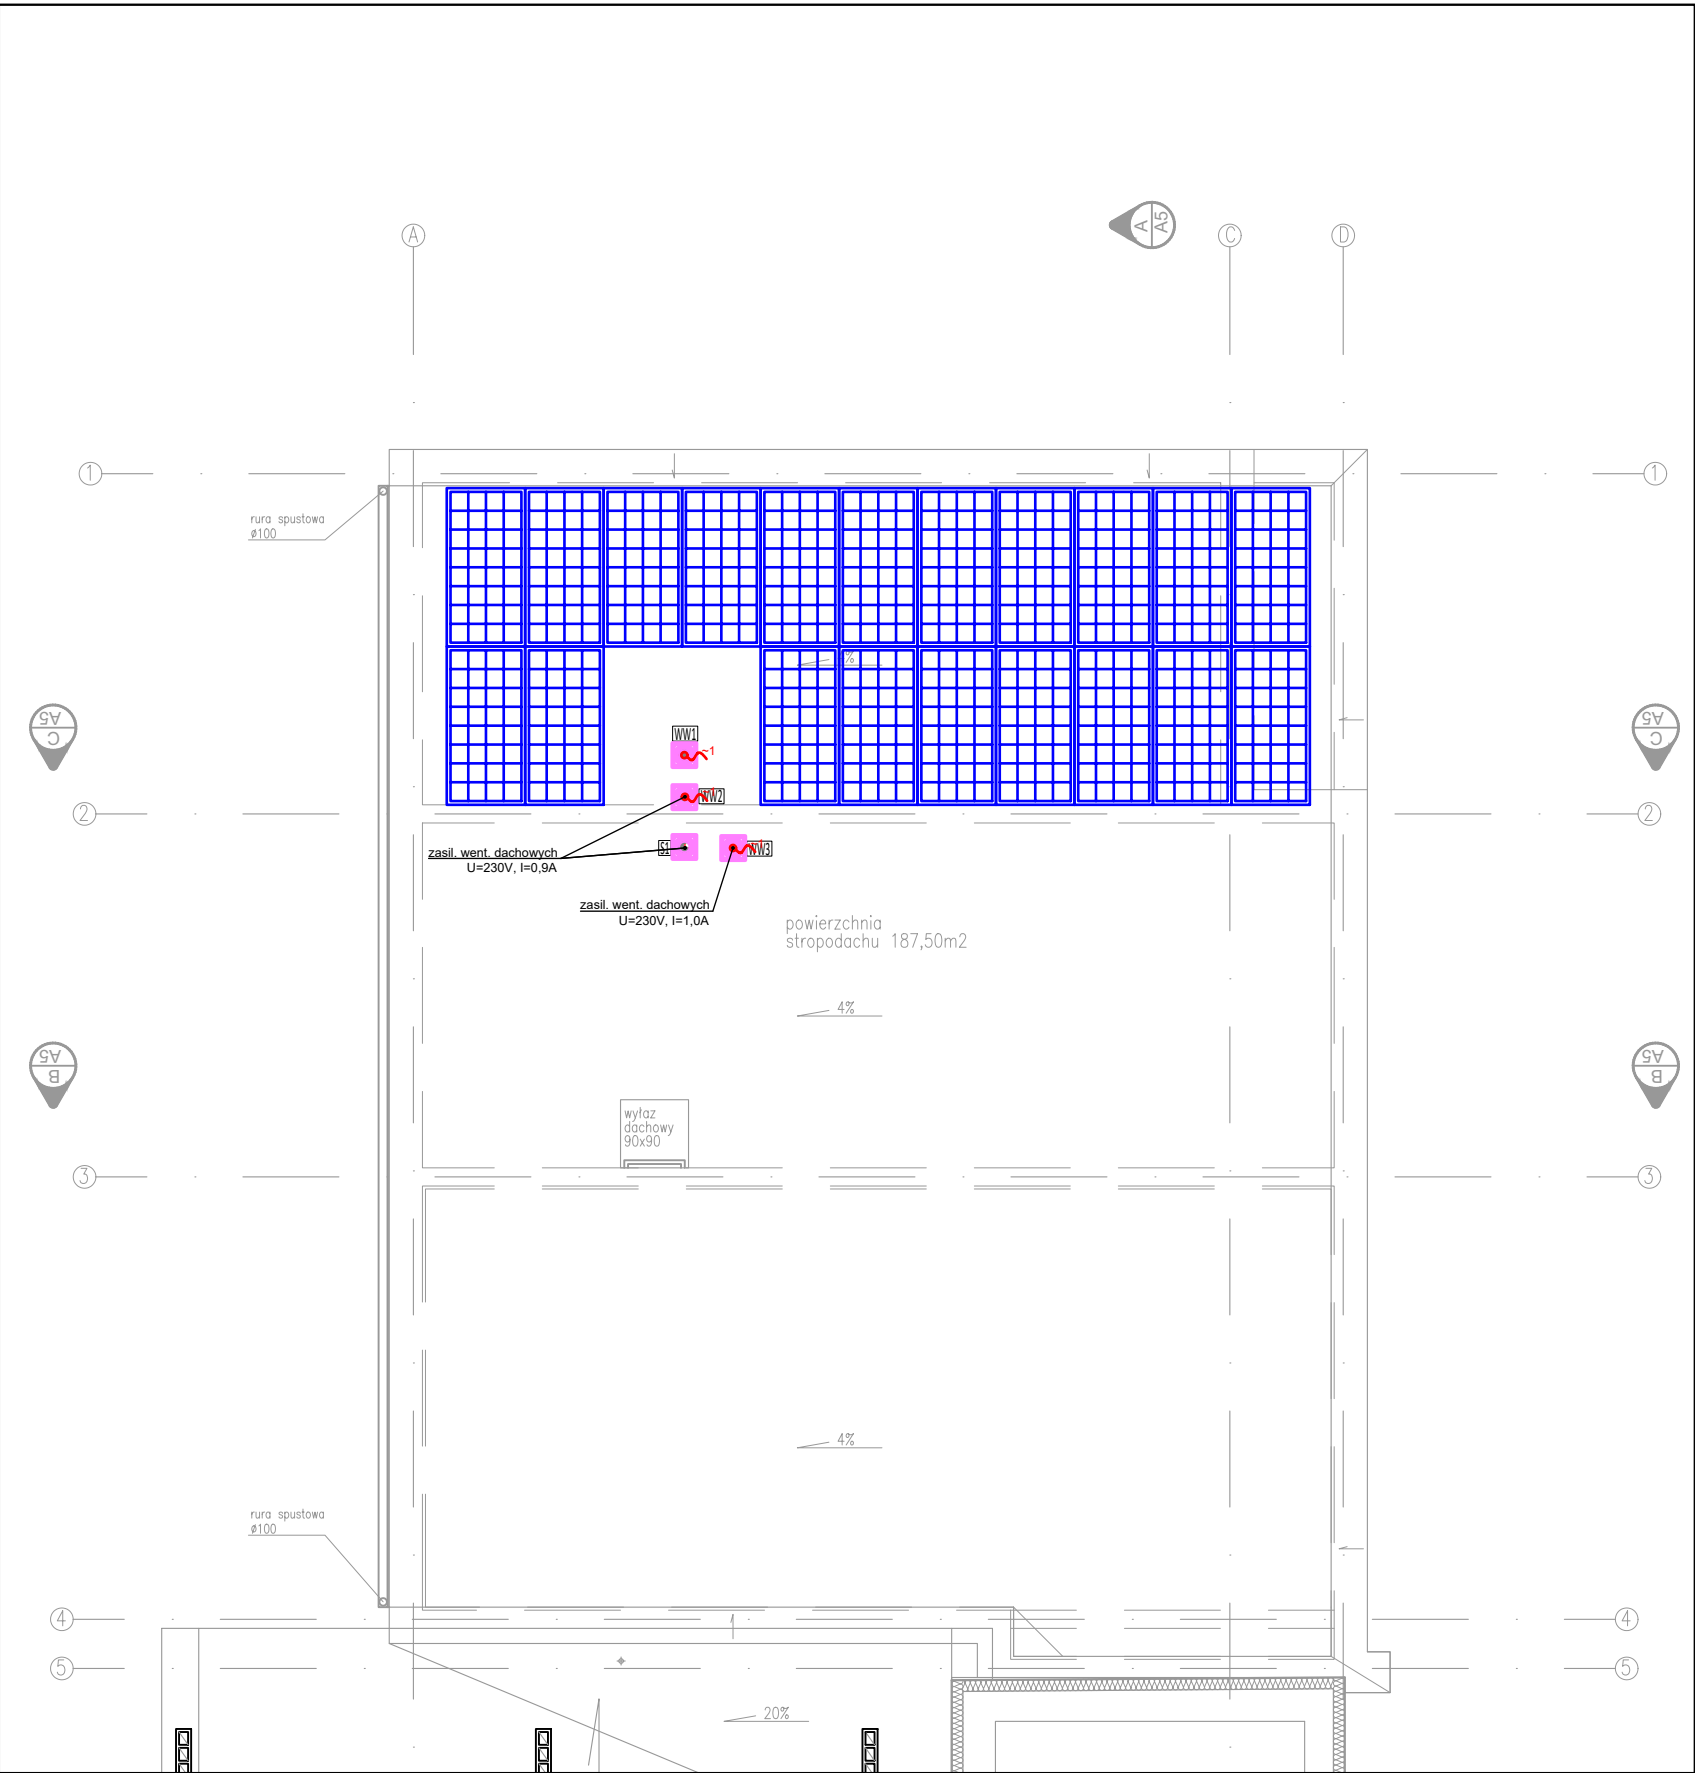 A
A
A5
C
D
1
1
rura spustowa
ø100
%
A5
C
WW1
~1
A5
C
WW2
2
2
S1
WW3
zasil. went. dachowych
U=230V, I=0,9A
zasil. went. dachowych
U=230V, I=1,0A
powierzchnia
stropodachu 187,50m2
4%
A5
B
A5
B
wyłaz
dachowy
90x90
3
3
4%
rura spustowa
ø100
4
4
5
5
20%